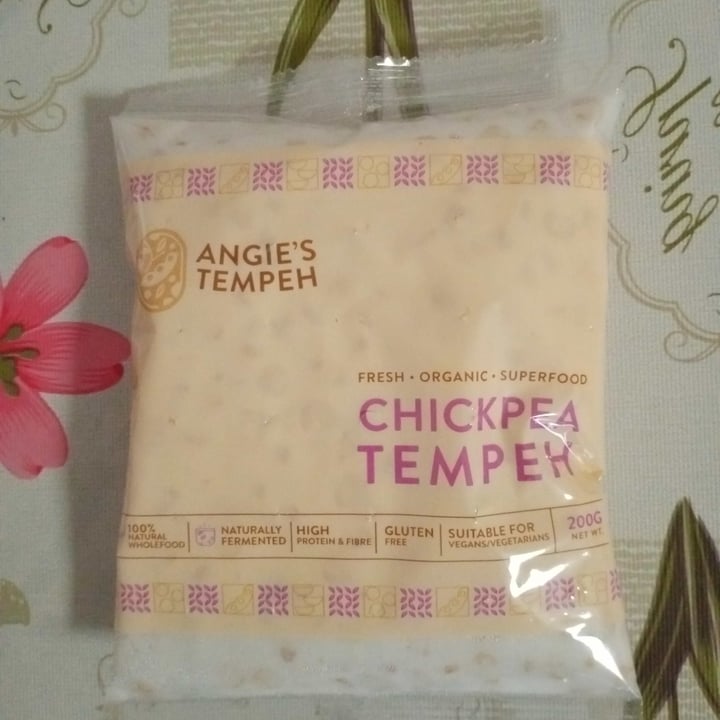 ANGIE'S
TEMPEH
FRESH • ORGANIC • SUPERFOOD
CHICKPEA
TEMPEH
100%
NATURAL
WHOLEFOOD
NATURALLY
FERMENTED
HIGH
PROTEIN & FIBRE
GLUTEN
FREE
SUITABLE FOR
VEGANS/VEGETARIANS
200G
NET WT.